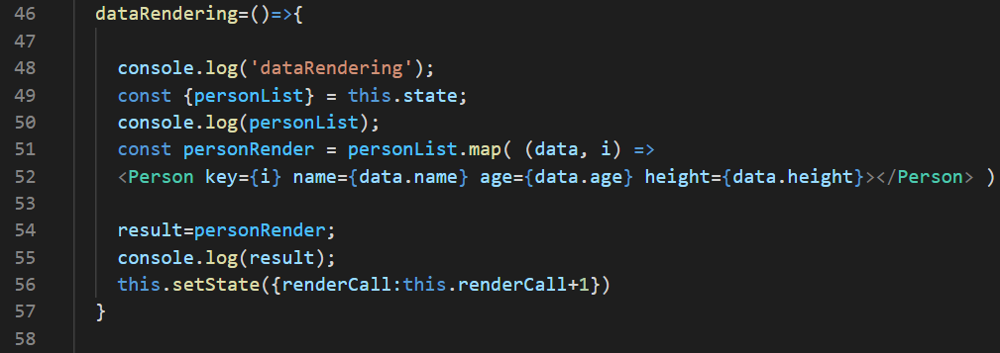 46 dataRendering=()=>{
47
48 console.log('dataRendering');
49 const {personList} = this.state;
50 console.log(personList);
51 const personRender = personList.map( (data, i) =>
52 <Person key={i} name={data.name} age={data.age} height={data.height}></Person> )
53
54 result=personRender;
55 console.log(result);
56 this.setState({renderCall:this.renderCall+1})
57 }
58